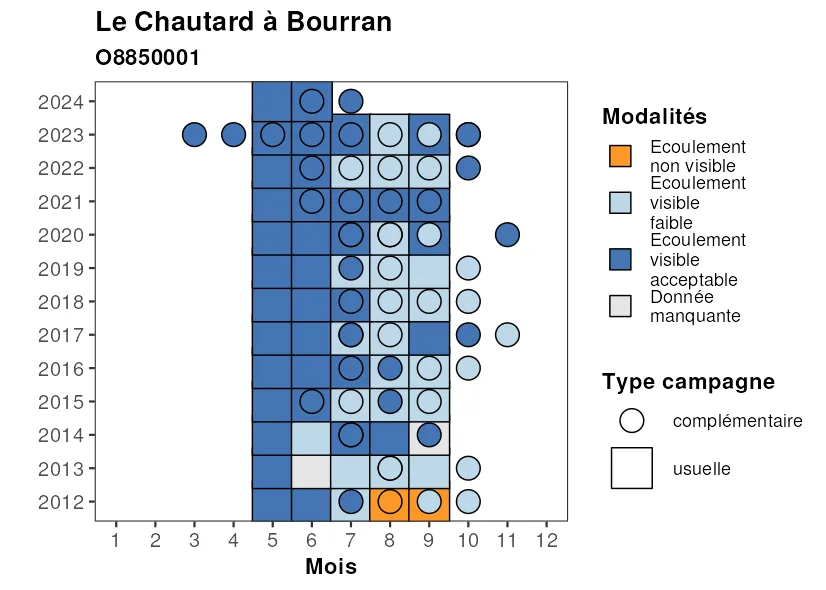 Le Chautard à Bourran
O8850001
2024
2023
2022
2021
2020
2019
2018
2017
2016
2015
2014
2013
2012
1 2 3 4 5 6 7 8 9 10 11 12
Mois
Modalités
Ecoulement
non visible
Ecoulement
visible
faible
Ecoulement
visible
acceptable
Donnée
manquante
Type campagne
complémentaire
usuelle